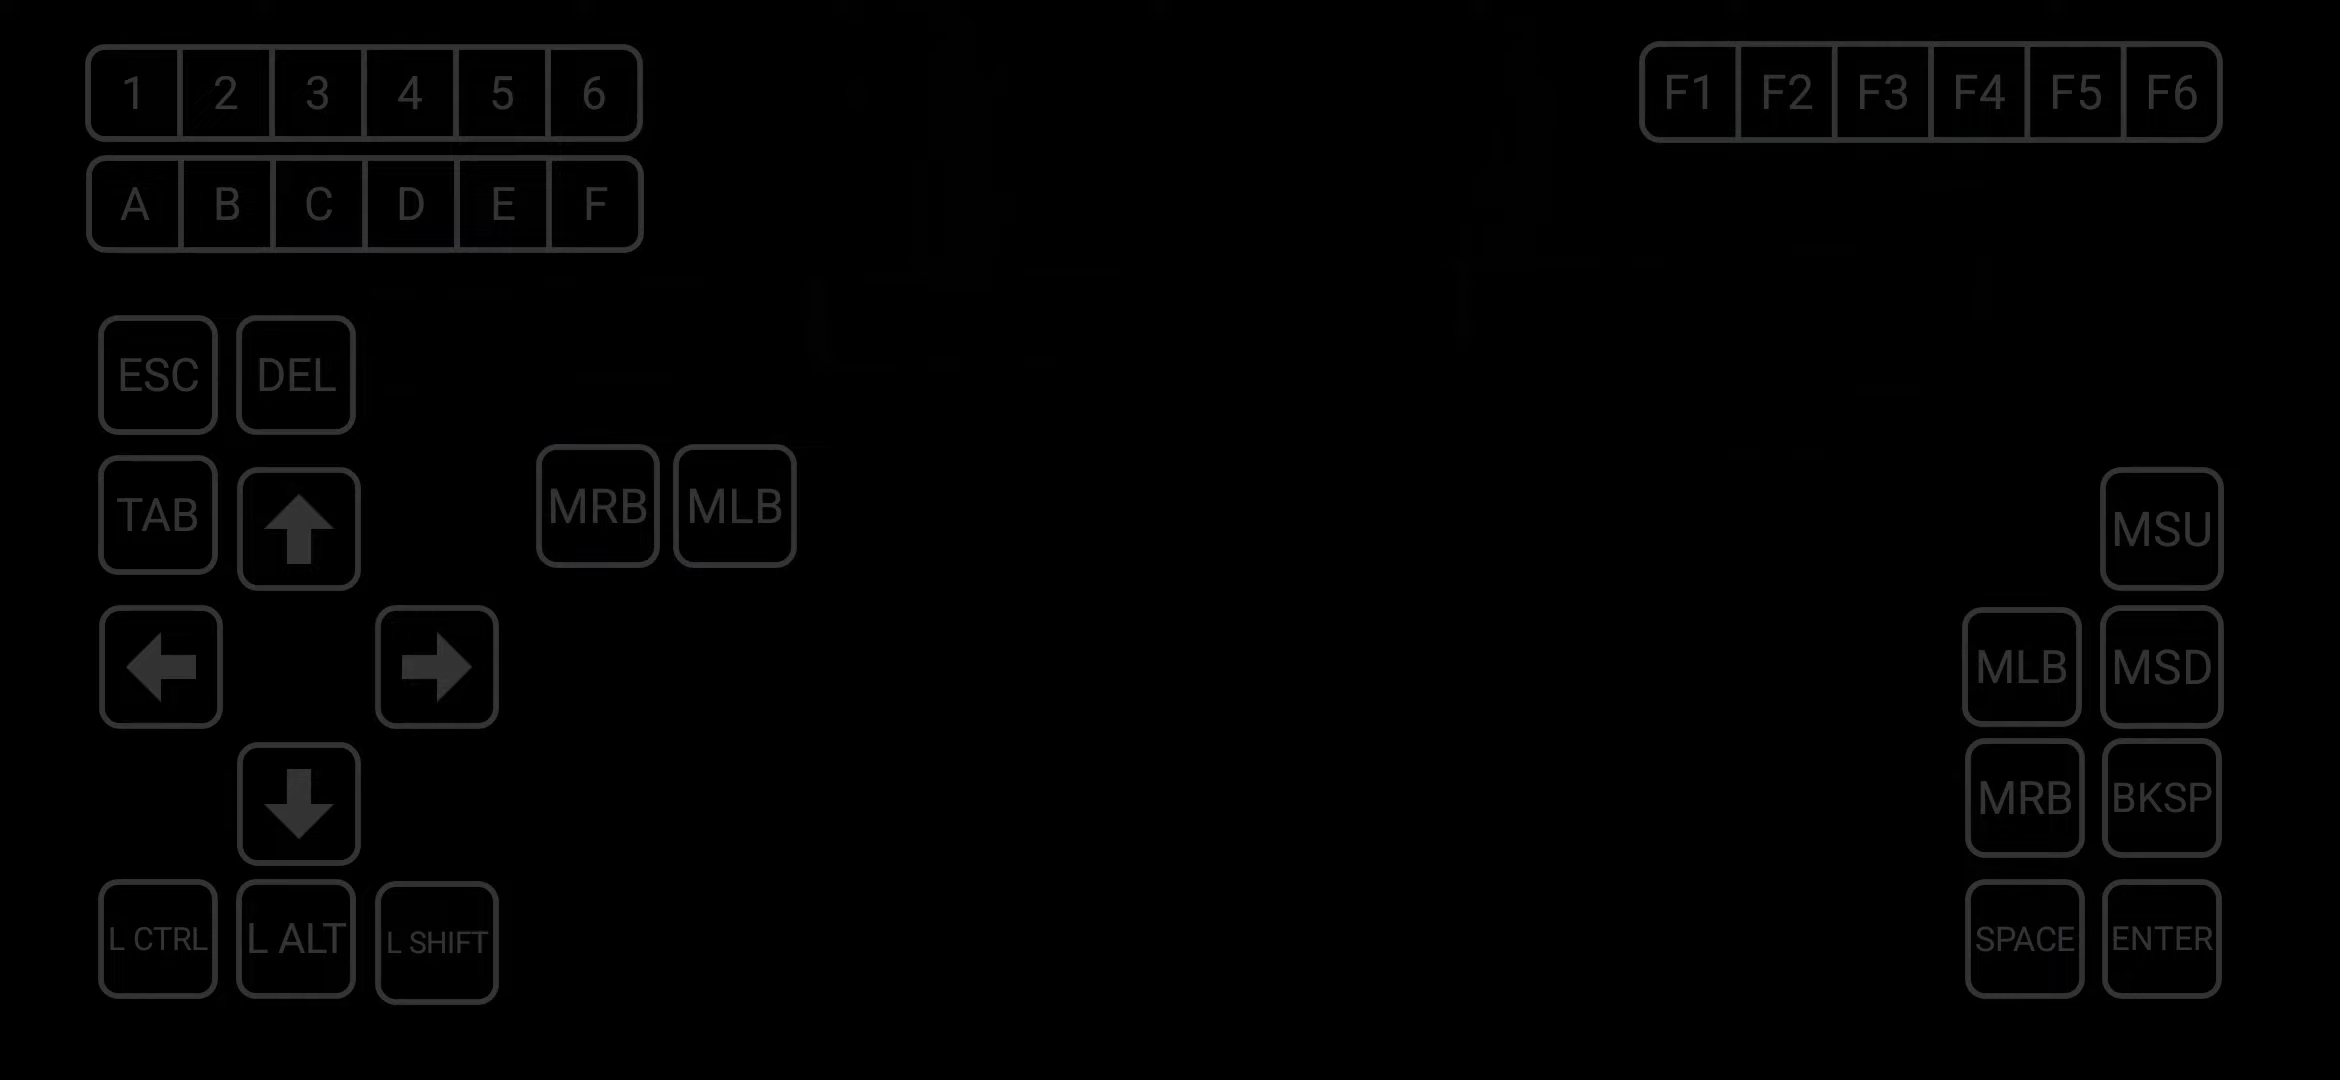 1 2 3 4 5 6
F1 F2 F3 F4 F5 F6
A B C D E F
ESC DEL
TAB
MRB MLB
MSU
MLB MSD
MRB BKSP
L CTRL L ALT L SHIFT
SPACE ENTER